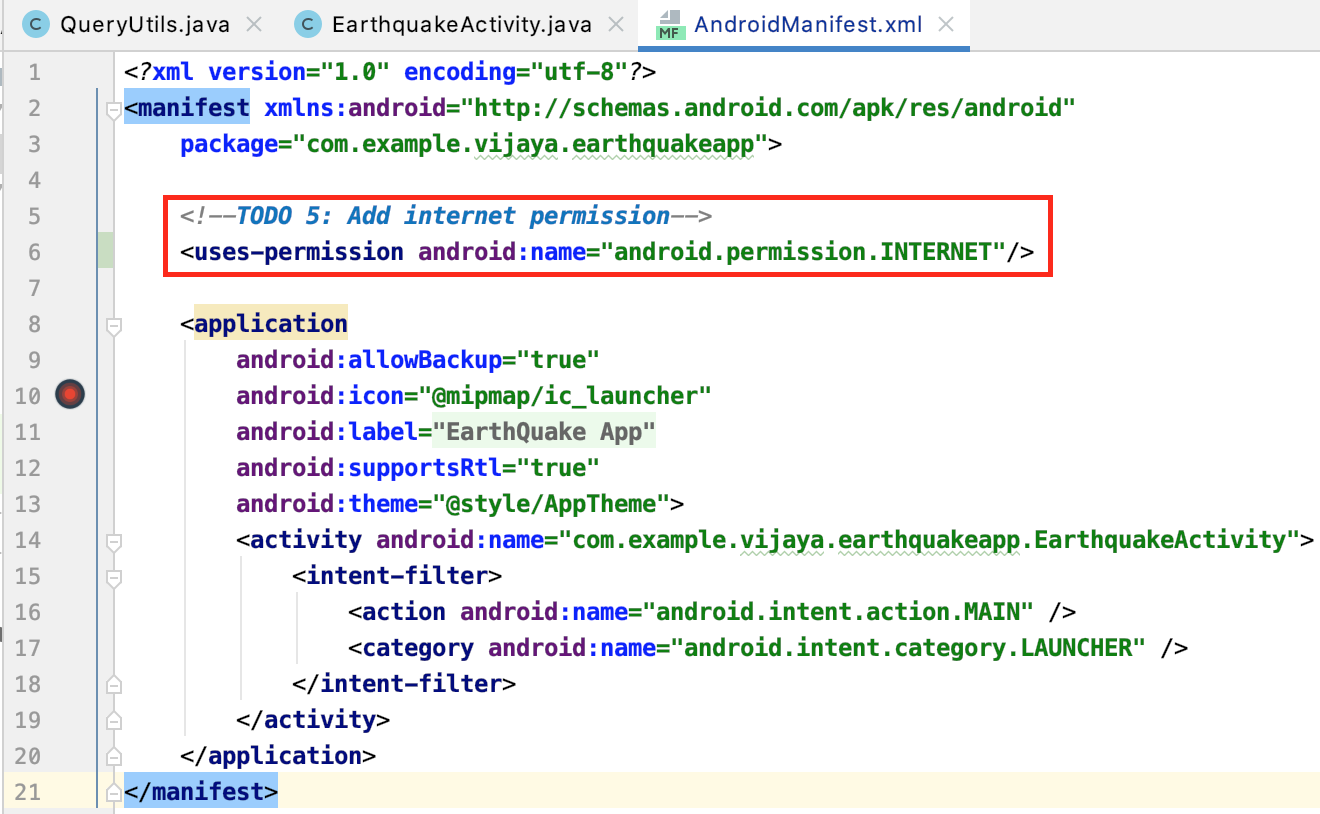 QueryUtils.java EarthquakeActivity.java AndroidManifest.xml
1 <?xml version="1.0" encoding="utf-8"?>
2 <manifest xmlns:android="http://schemas.android.com/apk/res/android"
3 package="com.example.vijaya.earthquakeapp">
4
5 <!--TODO 5: Add internet permission-->
6 <uses-permission android:name="android.permission.INTERNET"/>
7
8 <application
9 android:allowBackup="true"
10 android:icon="@mipmap/ic_launcher"
11 android:label="EarthQuake App"
12 android:supportsRtl="true"
13 android:theme="@style/AppTheme">
14 <activity android:name="com.example.vijaya.earthquakeapp.EarthquakeActivity">
15 <intent-filter>
16 <action android:name="android.intent.action.MAIN" />
17 <category android:name="android.intent.category.LAUNCHER" />
18 </intent-filter>
19 </activity>
20 </application>
21 </manifest>